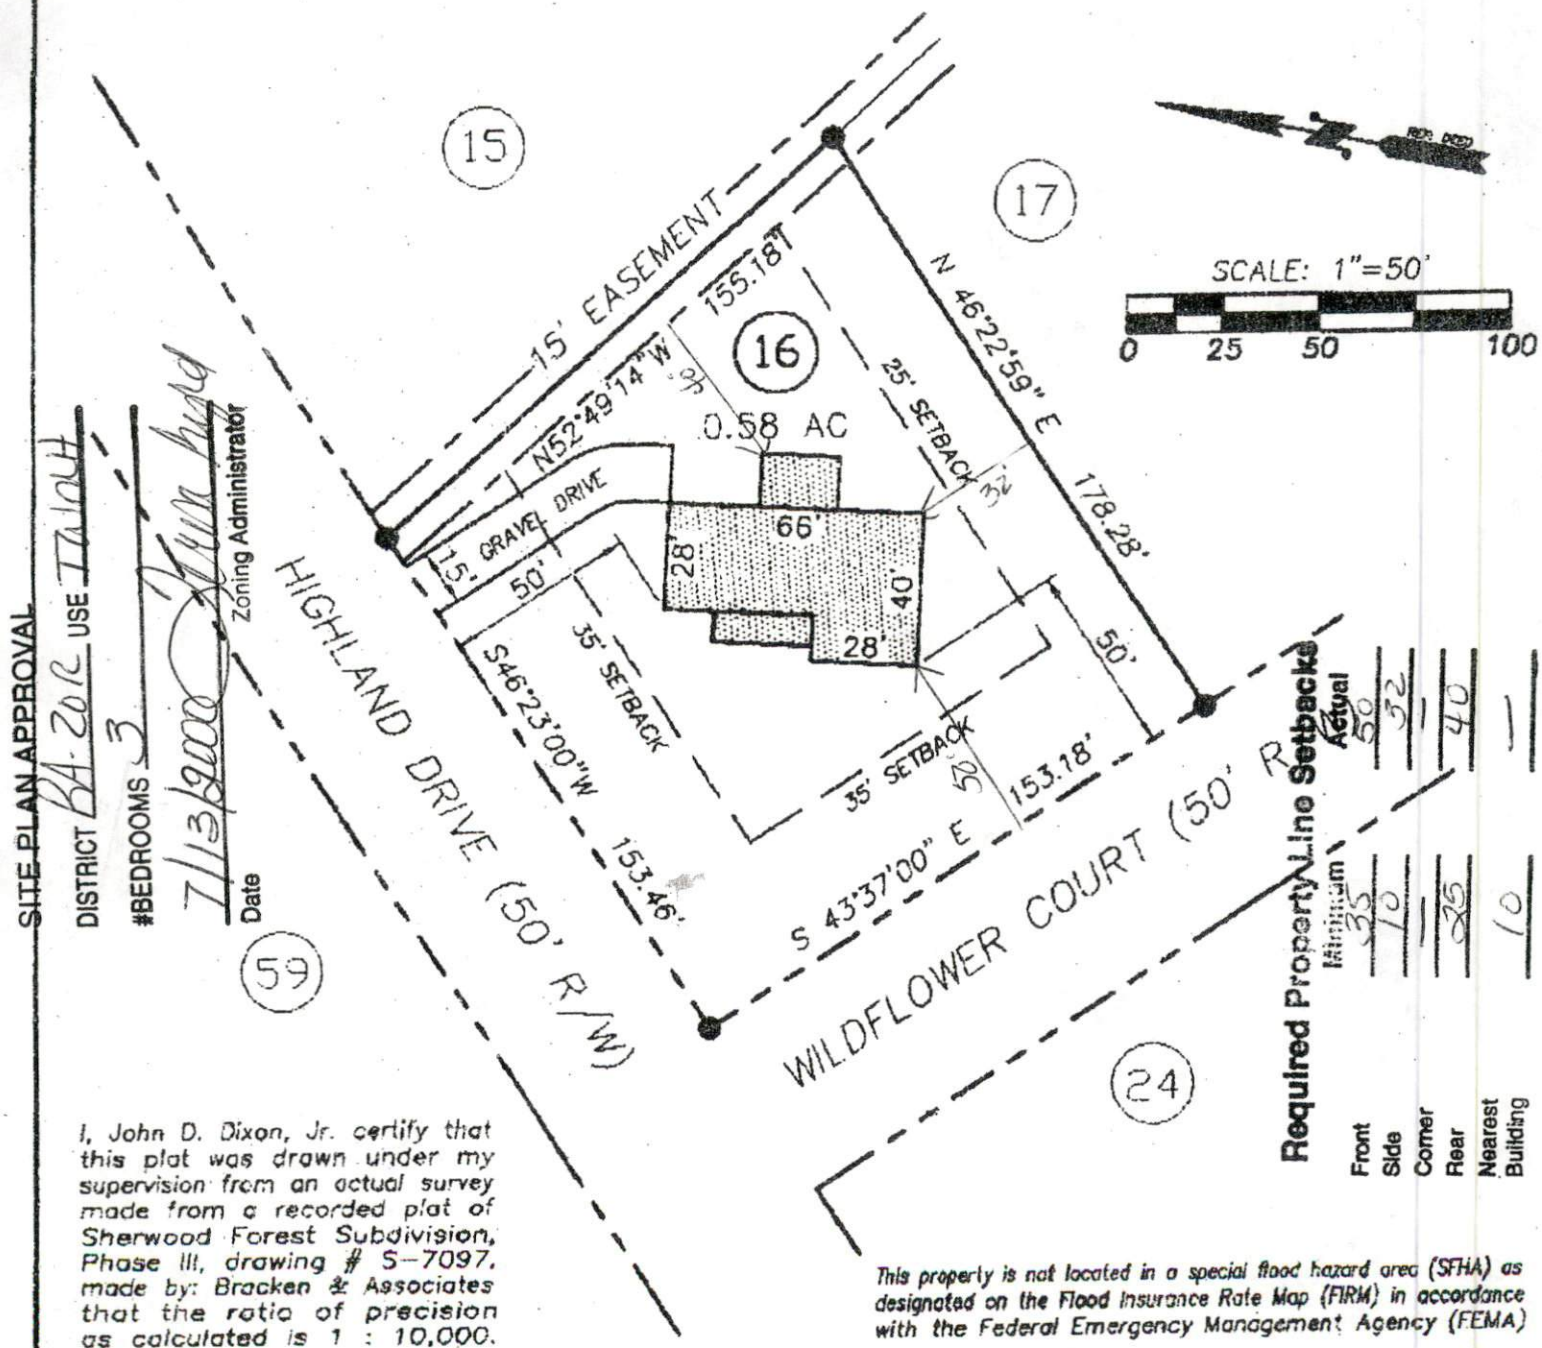 SITE PLAN APPROVAL
DISTRICT RA-20R USE
#BEDROOMS 3
7/13/2000
Date
Zoning Administrator
15
17
SCALE: 1"=50'
0 25 50 100
15' EASEMENT
155.18'
N52°49'14"W
16
0.58 AC
40'
25' SETBACK
N 46°22'59" E
178.28'
32'
GRAVEL DRIVE
15'
50'
66'
28'
40'
28'
50'
35' SETBACK
35' SETBACK
52'
S46°23'00"W
153.46'
S 43°37'00" E
153.18'
HIGHLAND DRIVE (50' R/W)
WILDFLOWER COURT (50' R
59
24
Required Property Line Setbacks
Minimum Actual
Front 35 50
Side 10 32
Corner — —
Rear 25 40
Nearest
Building 10 —
I, John D. Dixon, Jr. certify that
this plat was drawn under my
supervision from an actual survey
made from a recorded plat of
Sherwood Forest Subdivision,
Phase III, drawing # S-7097,
made by: Bracken & Associates
that the ratio of precision
as calculated is 1 : 10,000.
This property is not located in a special flood hazard area (SFHA) as
designated on the Flood Insurance Rate Map (FIRM) in accordance
with the Federal Emergency Management Agency (FEMA)